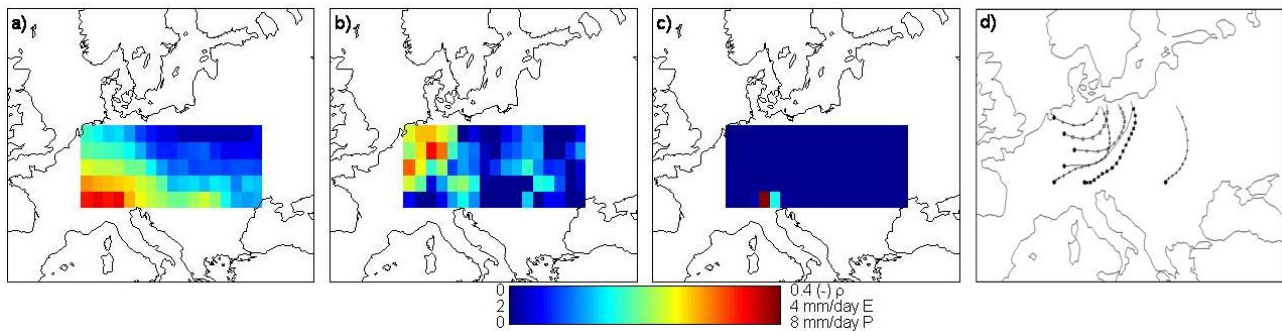 a) b) c) d)
0 0.4 (-) ρ
2 4 mm/day E
0 8 mm/day P